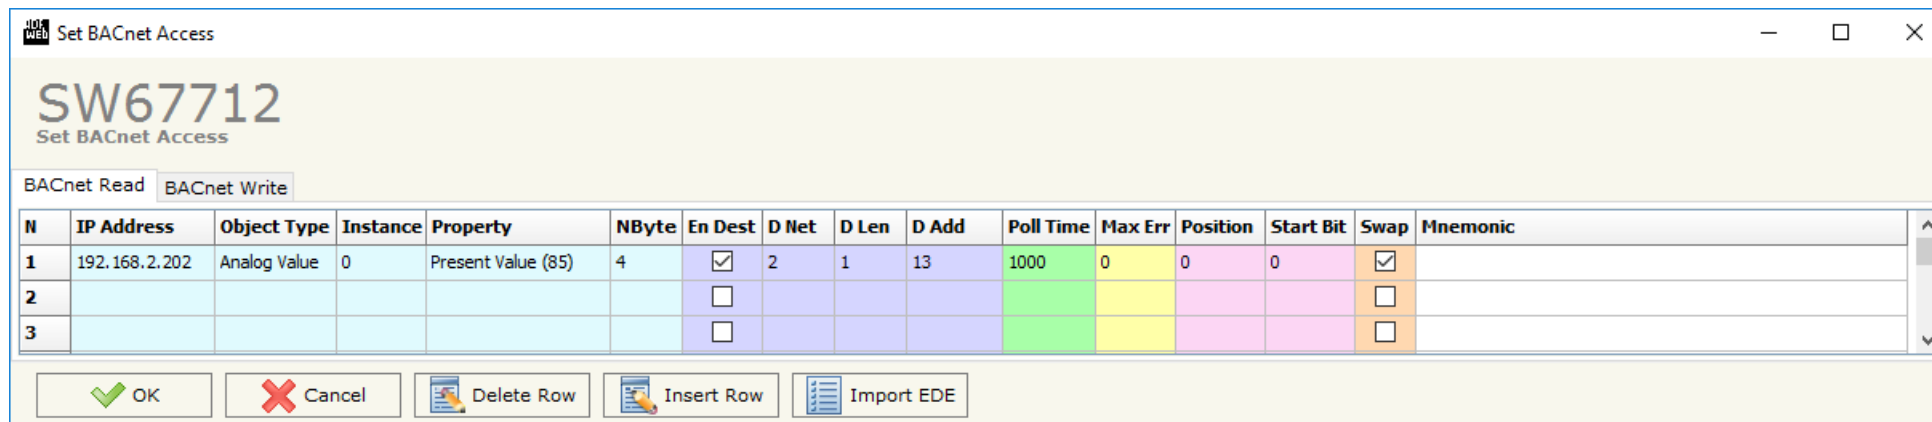 ADF WEB Set BACnet Access
SW67712
Set BACnet Access
BACnet Read BACnet Write
N IP Address Object Type Instance Property NByte En Dest D Net D Len D Add Poll Time Max Err Position Start Bit Swap Mnemonic
1 192.168.2.202 Analog Value 0 Present Value (85) 4 2 1 13 1000 0 0 0
2
3
OK Cancel Delete Row Insert Row Import EDE